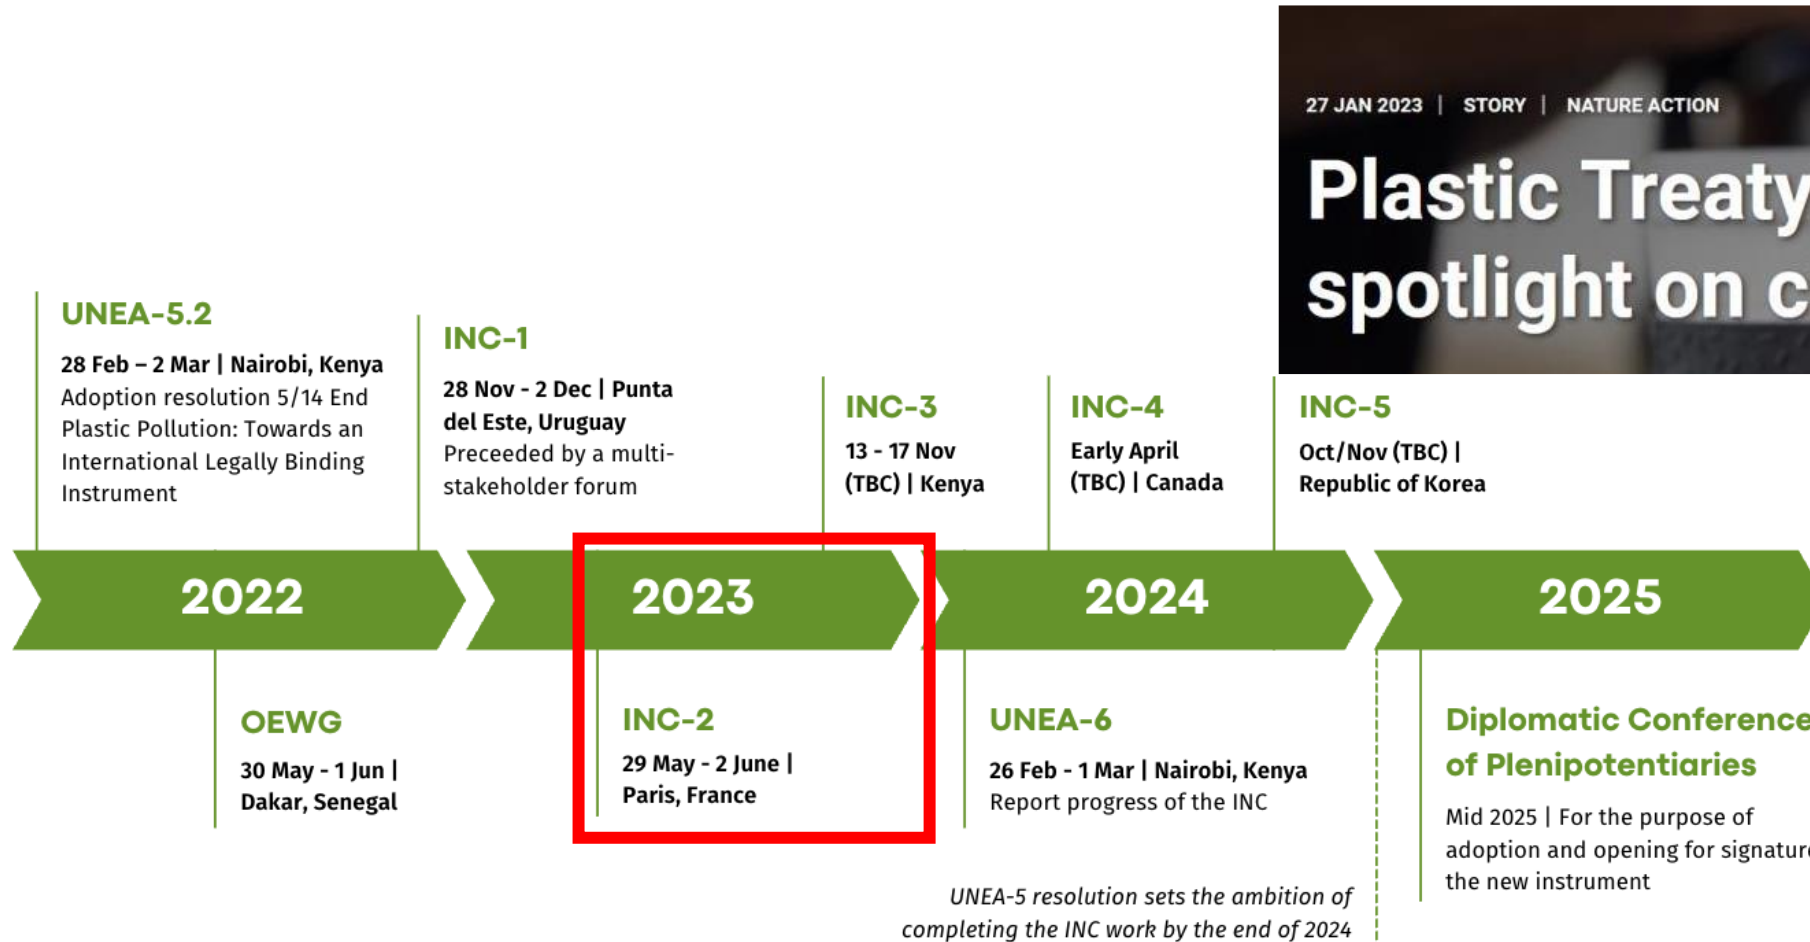 27 JAN 2023 | STORY | NATURE ACTION
Plastic Treaty
spotlight on c
UNEA-5.2
28 Feb – 2 Mar | Nairobi, Kenya
Adoption resolution 5/14 End
Plastic Pollution: Towards an
International Legally Binding
Instrument
INC-1
28 Nov - 2 Dec | Punta
del Este, Uruguay
Preceeded by a multi-
stakeholder forum
INC-3
13 - 17 Nov
(TBC) | Kenya
INC-4
Early April
(TBC) | Canada
INC-5
Oct/Nov (TBC) |
Republic of Korea
2022
2023
2024
2025
OEWG
30 May - 1 Jun |
Dakar, Senegal
INC-2
29 May - 2 June |
Paris, France
UNEA-6
26 Feb - 1 Mar | Nairobi, Kenya
Report progress of the INC
Diplomatic Conference
of Plenipotentiaries
Mid 2025 | For the purpose of
adoption and opening for signature
the new instrument
UNEA-5 resolution sets the ambition of
completing the INC work by the end of 2024